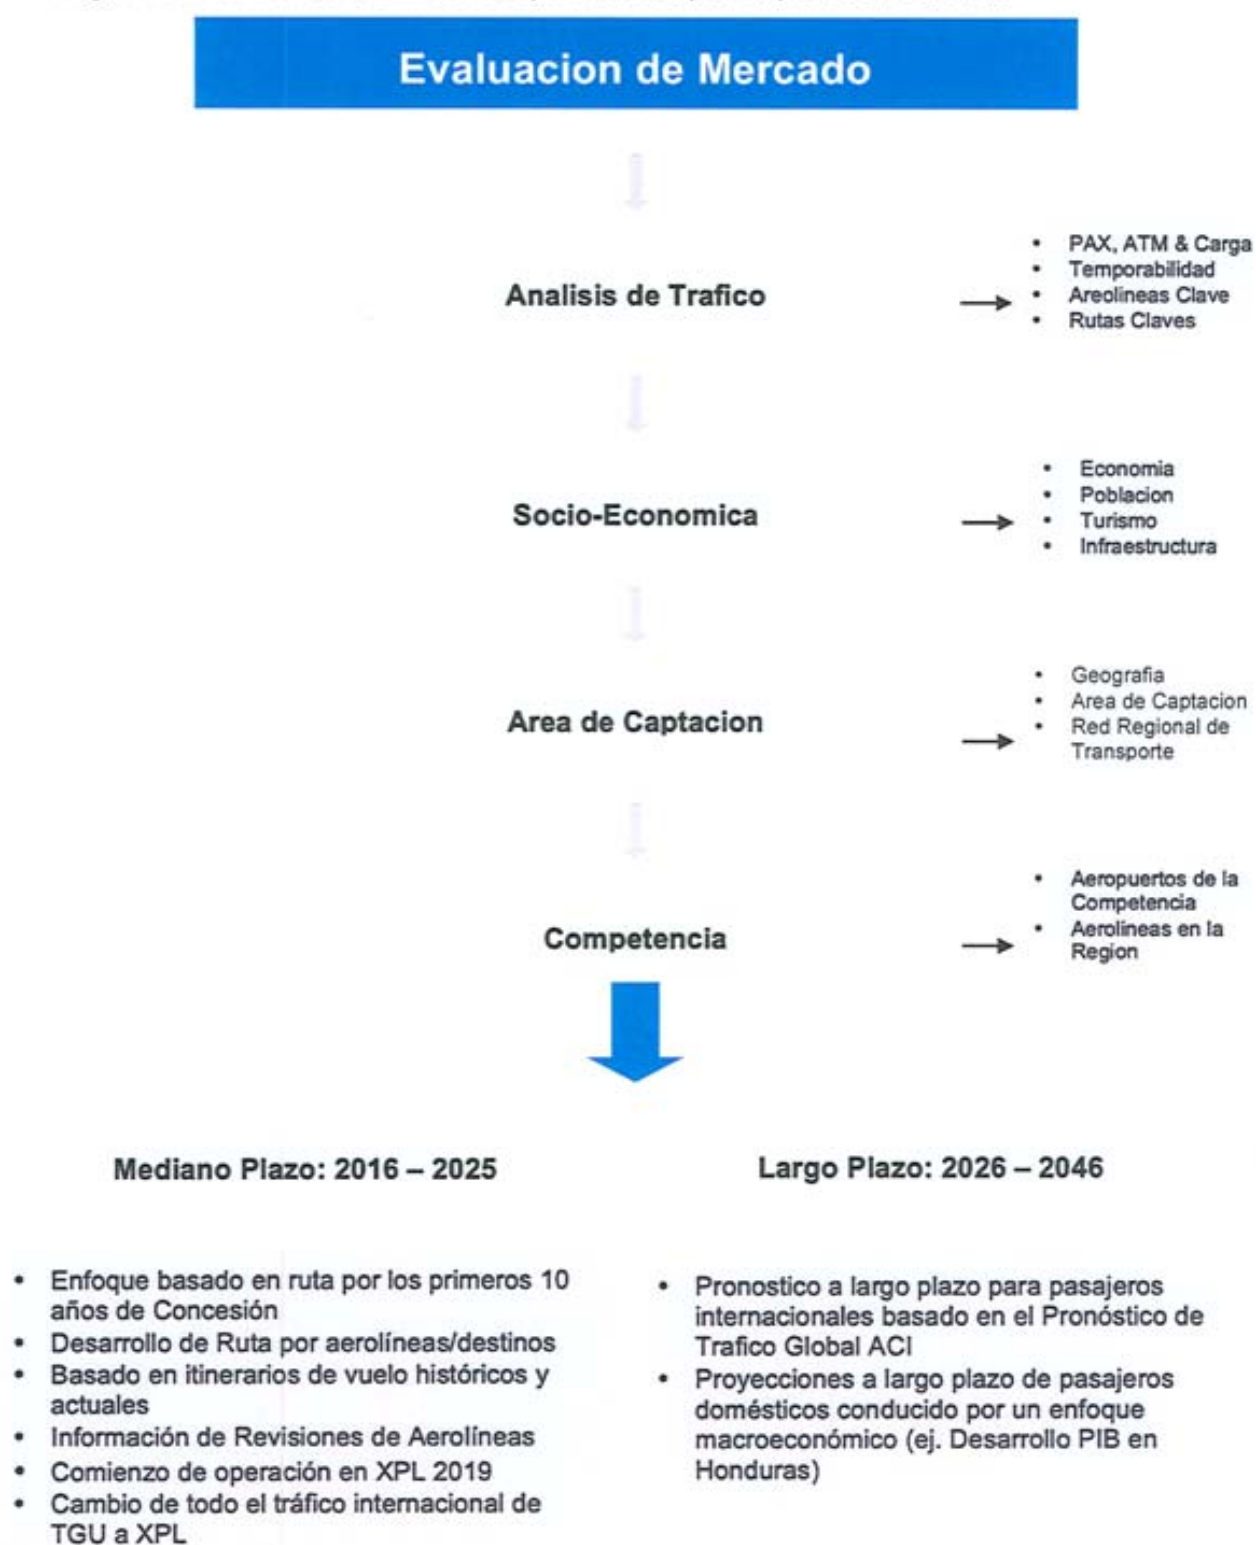 Evaluacion de Mercado
Analisis de Trafico
• PAX, ATM & Carga
• Temporabilidad
• Areolineas Clave
• Rutas Claves
Socio-Economica
• Economia
• Poblacion
• Turismo
• Infraestructura
Area de Captacion
• Geografia
• Area de Captacion
• Red Regional de
Transporte
Competencia
• Aeropuertos de la
Competencia
• Aerolineas en la
Region
Mediano Plazo: 2016 – 2025
• Enfoque basado en ruta por los primeros 10
años de Concesión
• Desarrollo de Ruta por aerolíneas/destinos
• Basado en itinerarios de vuelo históricos y
actuales
• Información de Revisiones de Aerolíneas
• Comienzo de operación en XPL 2019
• Cambio de todo el tráfico internacional de
TGU a XPL
Largo Plazo: 2026 – 2046
• Pronostico a largo plazo para pasajeros
internacionales basado en el Pronóstico de
Trafico Global ACI
• Proyecciones a largo plazo de pasajeros
domésticos conducido por un enfoque
macroeconómico (ej. Desarrollo PIB en
Honduras)